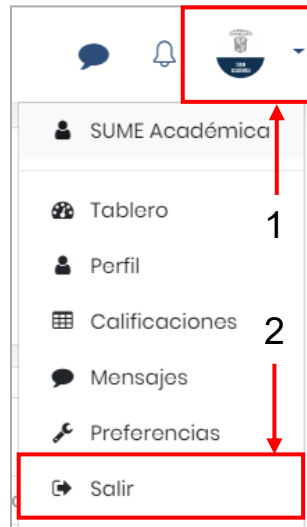 SUME Académica
Tablero
1
Perfil
Calificaciones
2
Mensajes
Preferencias
Salir